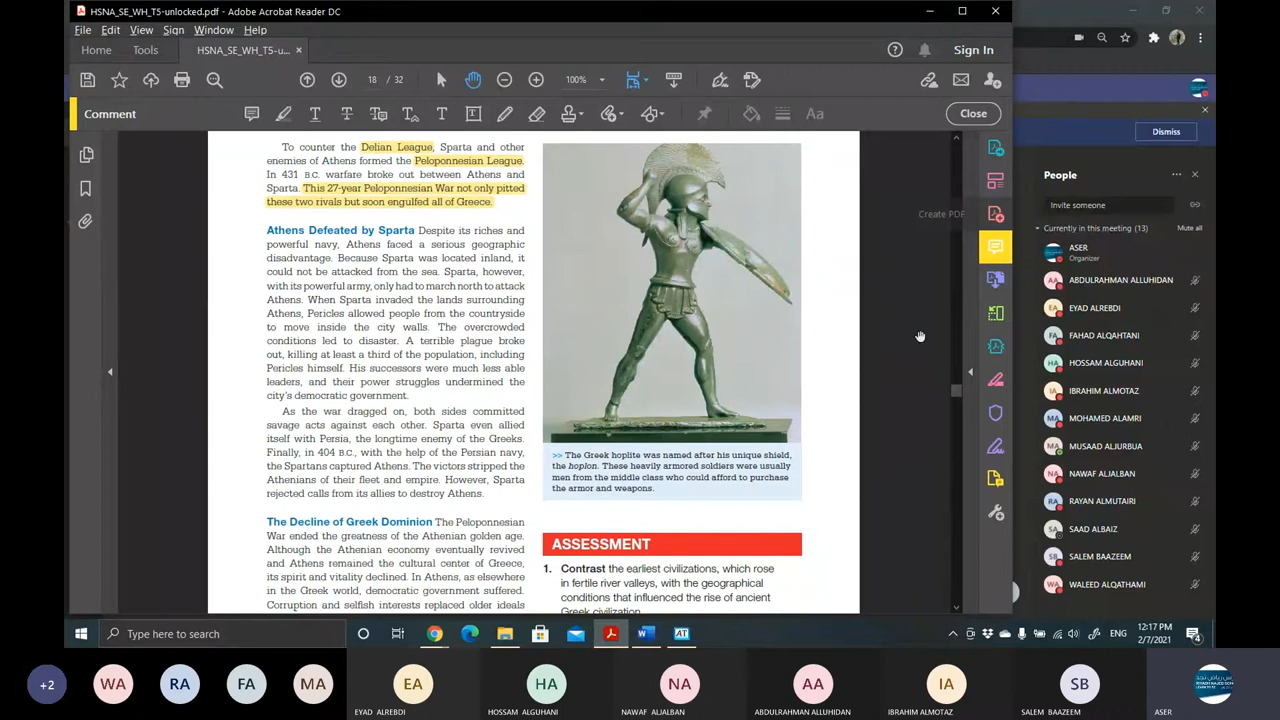 HSNA_SE_WH_T5-unlocked.pdf - Adobe Acrobat Reader DC
File Edit View Sign Window Help
Home Tools HSNA_SE_WH_T5-u... × Sign In
18 / 32 100%
Comment Close
To counter the Delian League, Sparta and other
enemies of Athens formed the Peloponnesian League.
In 431 B.C. warfare broke out between Athens and
Sparta. This 27-year Peloponnesian War not only pitted
these two rivals but soon engulfed all of Greece.
Athens Defeated by Sparta Despite its riches and
powerful navy, Athens faced a serious geographic
disadvantage. Because Sparta was located inland, it
could not be attacked from the sea. Sparta, however,
with its powerful army, only had to march north to attack
Athens. When Sparta invaded the lands surrounding
Athens, Pericles allowed people from the countryside
to move inside the city walls. The overcrowded
conditions led to disaster. A terrible plague broke
out, killing at least a third of the population, including
Pericles himself. His successors were much less able
leaders, and their power struggles undermined the
city's democratic government.
As the war dragged on, both sides committed
savage acts against each other. Sparta even allied
itself with Persia, the longtime enemy of the Greeks.
Finally, in 404 B.C., with the help of the Persian navy,
the Spartans captured Athens. The victors stripped the
Athenians of their fleet and empire. However, Sparta
rejected calls from its allies to destroy Athens.
The Decline of Greek Dominion The Peloponnesian
War ended the greatness of the Athenian golden age.
Although the Athenian economy eventually revived
and Athens remained the cultural center of Greece,
its spirit and vitality declined. In Athens, as elsewhere
in the Greek world, democratic government suffered.
Corruption and selfish interests replaced older ideals
>> The Greek hoplite was named after his unique shield,
the hoplon. These heavily armored soldiers were usually
men from the middle class who could afford to purchase
the armor and weapons.
ASSESSMENT
1. Contrast the earliest civilizations, which rose
in fertile river valleys, with the geographical
conditions that influenced the rise of ancient
Greek civilization.
Create PDF
Dismiss
People
Invite someone
Currently in this meeting (13) Mute all
ASER
Organizer
AA ABDULRAHMAN ALLUHIDAN
EA EYAD ALREBDI
FA FAHAD ALQAHTANI
HA HOSSAM ALGUHANI
IA IBRAHIM ALMOTAZ
MA MOHAMED ALAMRI
MA MUSAAD ALJURBUA
NA NAWAF ALJALBAN
RA RAYAN ALMUTAIRI
SA SAAD ALBAIZ
SB SALEM BAAZEEM
WA WALEED ALQATHAMI
Type here to search
ENG
12:17 PM
2/7/2021
4
+2 WA RA FA MA EA HA NA AA IA SB
EYAD ALREBDI HOSSAM ALGUHANI NAWAF ALJALBAN ABDULRAHMAN ALLUHIDAN IBRAHIM ALMOTAZ SALEM BAAZEEM ASER